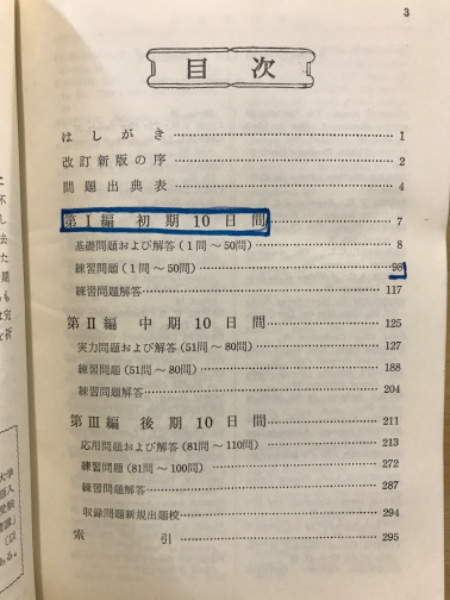 3
目次
はしがき 1
改訂新版の序 2
問題出典表 4
第Ⅰ編 初期10日間 7
基礎問題および解答(1問〜50問) 8
練習問題(1問〜50問) 98
練習問題解答 117
第Ⅱ編 中期10日間 125
実力問題および解答(51問〜80問) 127
練習問題(51問〜80問) 188
練習問題解答 204
第Ⅲ編 後期10日間 211
応用問題および解答(81問〜110問) 213
練習問題(81問〜100問) 272
練習問題解答 287
収録問題新規出題校 294
索引 295